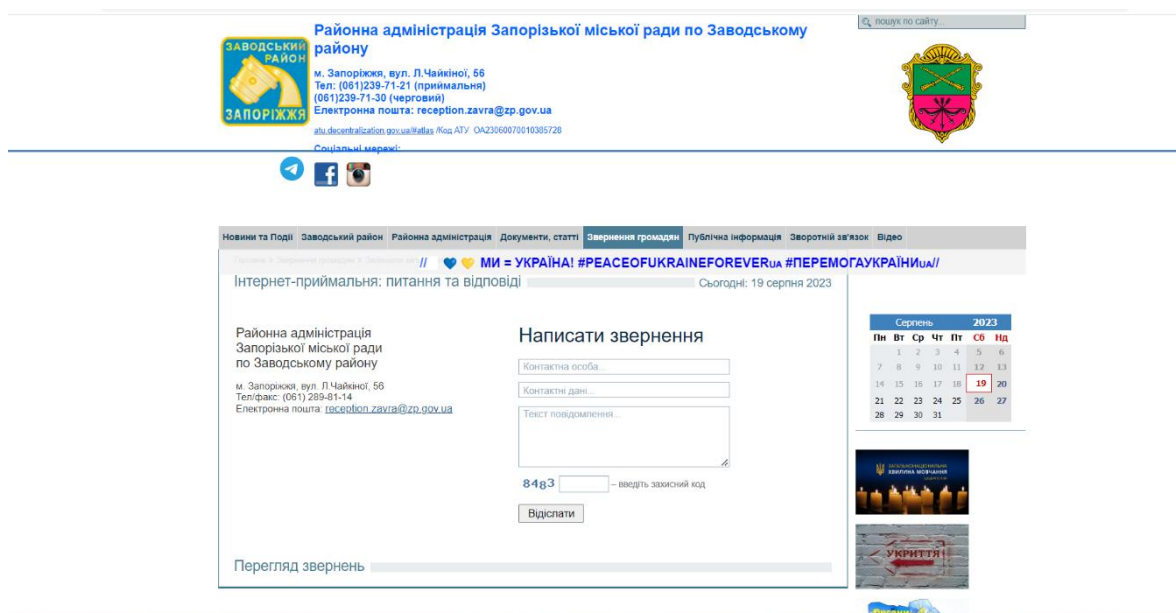 пошук по сайту...
ЗАВОДСЬКИЙ
РАЙОН
ЗАПОРІЖЖЯ
Районна адміністрація Запорізької міської ради по Заводському
району
м. Запоріжжя, вул. Л.Чайкіної, 56
Тел: (061)239-71-21 (приймальня)
(061)239-71-30 (черговий)
Електронна пошта: reception.zavra@zp.gov.ua
atu.decentralization.gov.ua/#atlas /Код АТУ ОА23060070010385728
Соціальні мережі:
Новини та Події Заводський район Районна адміністрація Документи, статті Звернення громадян Публічна інформація Зворотній зв'язок Відео
// 💙 💛 МИ = УКРАЇНА! #PEACEOFUKRAINEFOREVERUA #ПЕРЕМОГАУКРАЇНИUA//
Інтернет-приймальня: питання та відповіді
Сьогодні: 19 серпня 2023
Районна адміністрація
Запорізької міської ради
по Заводському району
м. Запоріжжя, вул. Л.Чайкіної, 56
Тел/факс: (061) 289-81-14
Електронна пошта: reception.zavra@zp.gov.ua
Написати звернення
Контактна особа...
Контактні дані...
Текст повідомлення...
8483 – введіть захисний код
Відіслати
Перегляд звернень
Серпень 2023
Пн Вт Ср Чт Пт Сб Нд
1 2 3 4 5 6
7 8 9 10 11 12 13
14 15 16 17 18 19 20
21 22 23 24 25 26 27
28 29 30 31
ЗАГАЛЬНОНАЦІОНАЛЬНА
ХВИЛИНА МОВЧАННЯ
УКРИТТЯ